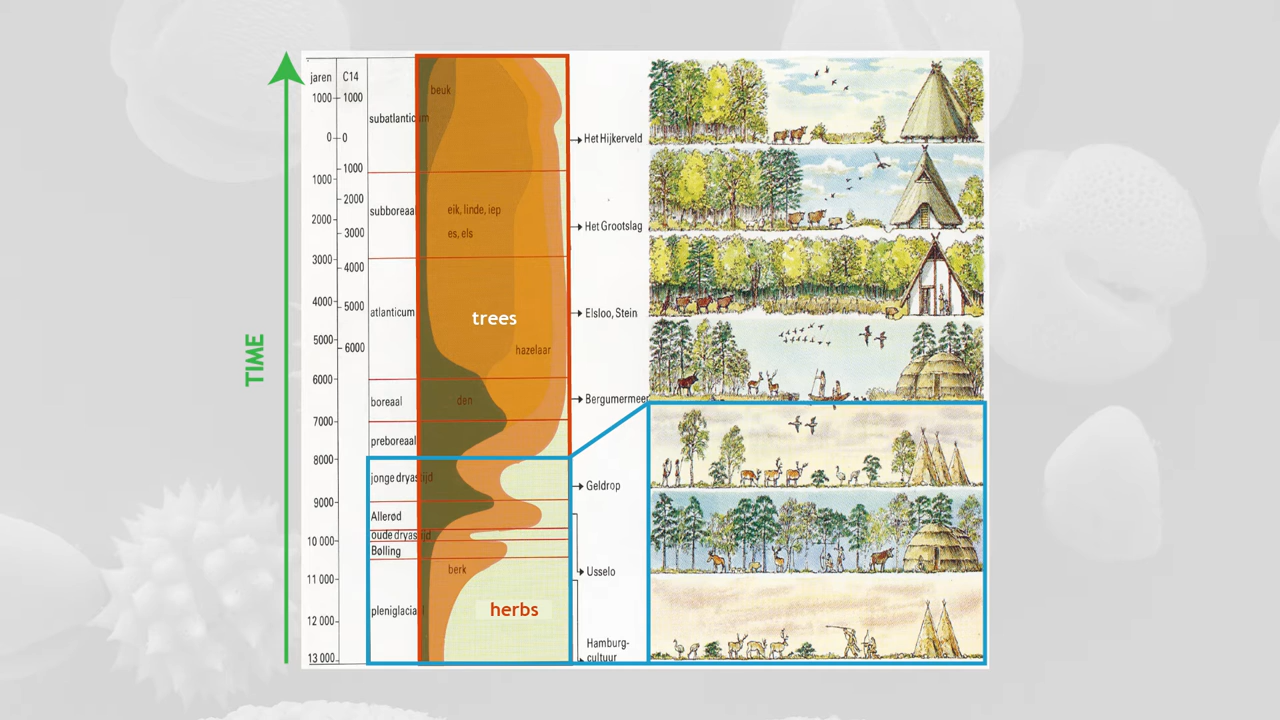 TIME
jaren C14
1000 1000
0 0
1000
1000
2000
2000
3000
3000
4000
4000
5000
5000
6000
6000
7000
8000
9000
10 000
11 000
12 000
13 000
subatlanticum
subboreaal
atlanticum
boreaal
preboreaal
jonge dryastijd
Allerød
oude dryastijd
Bølling
pleniglaciaal
beuk
eik, linde, iep
es, els
trees
hazelaar
den
berk
herbs
Het Hijkerveld
Het Grootslag
Elsloo, Stein
Bergumermeer
Geldrop
Usselo
Hamburg-
cultuur